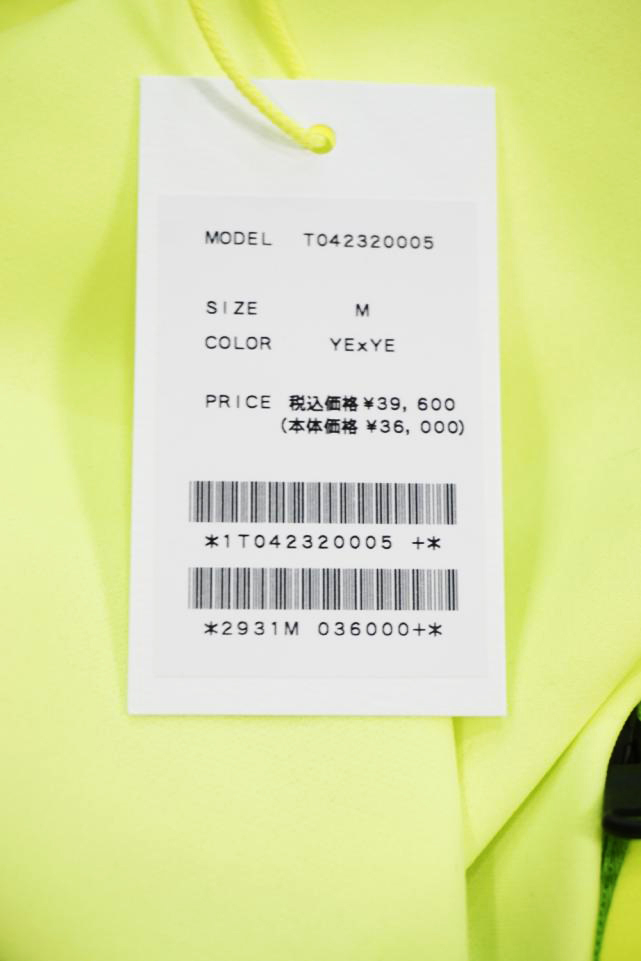 MODEL T042320005
SIZE M
COLOR YExYE
PRICE 税込価格 ¥39, 600
(本体価格 ¥36, 000)
*1T042320005 +*
*2931M 036000+*